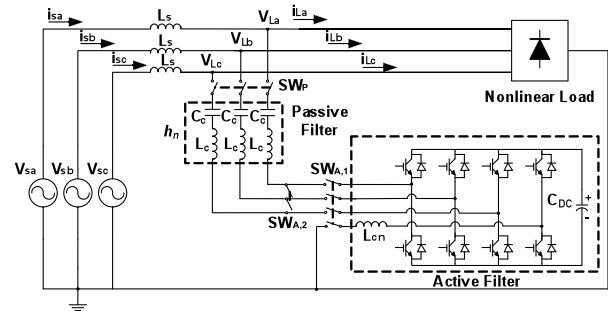 isa
Ls
VLa
iLa
isb
Ls
VLb
iLb
isc
Ls
VLc
iLc
SWP
Nonlinear Load
Cc
Cc
Cc
Passive
Filter
hn
Lc
Lc
Lc
Vsa
Vsb
Vsc
SWA,1
CDC
+
-
SWA,2
Lcn
Active Filter